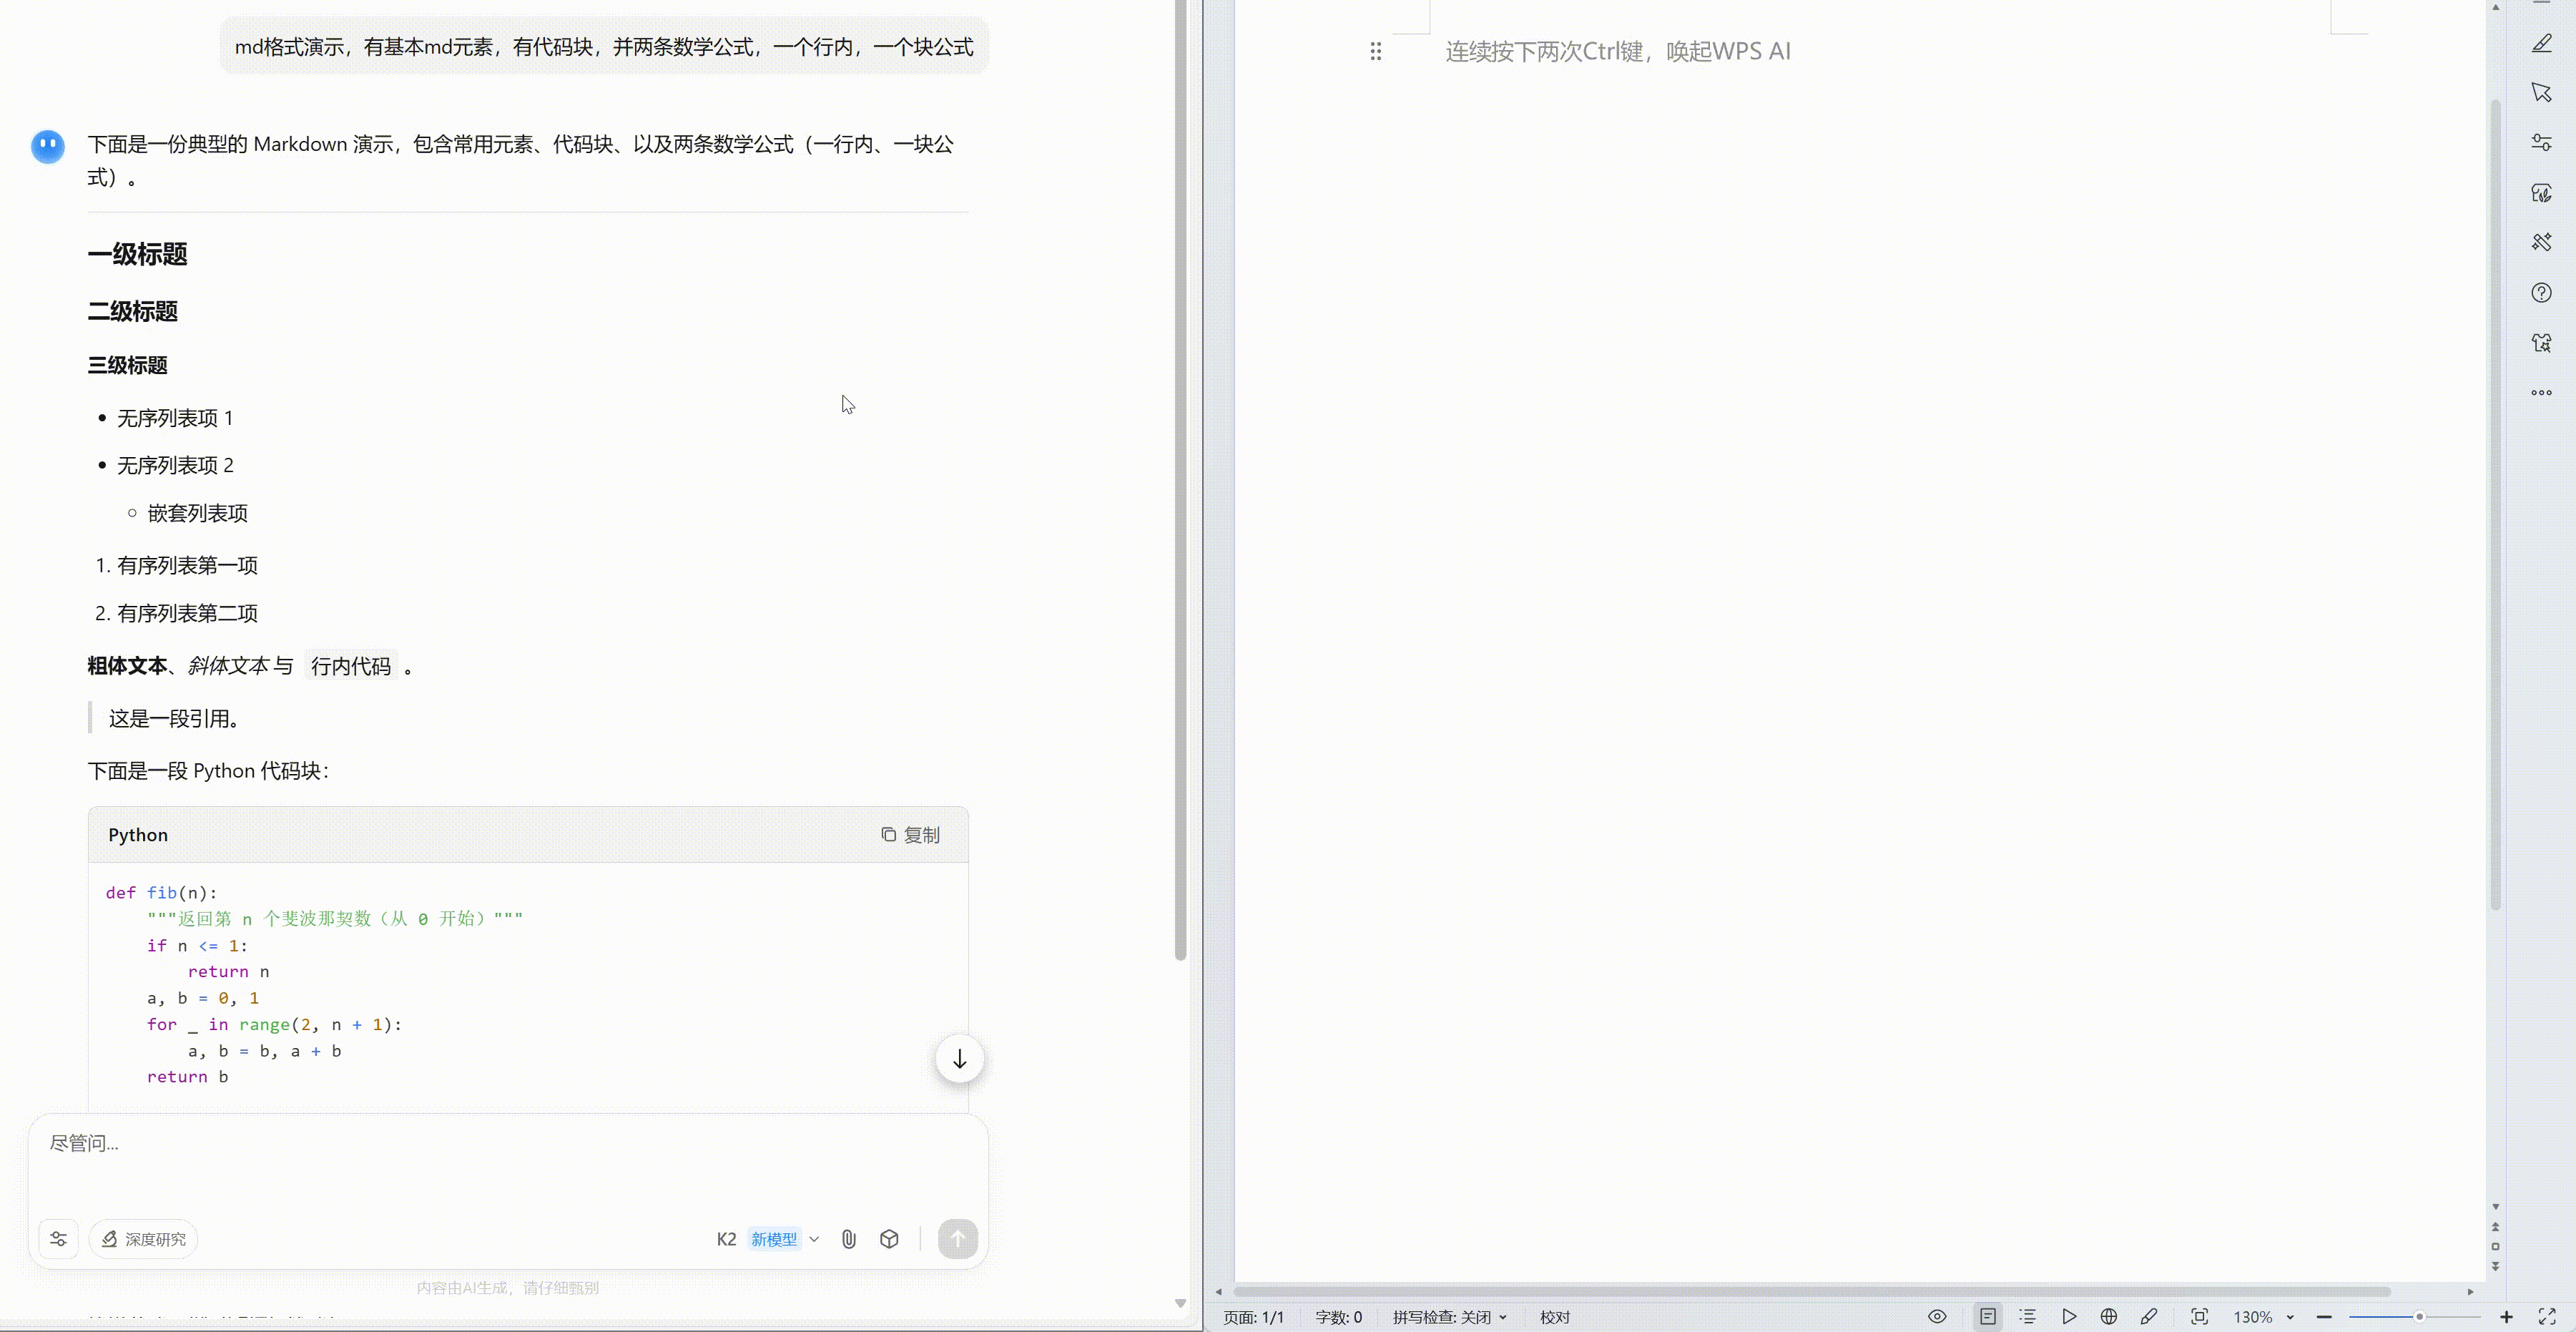 md格式演示，有基本md元素，有代码块，并两条数学公式，一个行内，一个块公式
下面是一份典型的 Markdown 演示，包含常用元素、代码块、以及两条数学公式（一行内、一块公
式）。
一级标题
二级标题
三级标题
• 无序列表项 1
• 无序列表项 2
◦ 嵌套列表项
1. 有序列表第一项
2. 有序列表第二项
粗体文本、斜体文本 与 行内代码 。
这是一段引用。
下面是一段 Python 代码块：
Python 复制
def fib(n):
    """返回第 n 个斐波那契数（从 0 开始）"""
    if n <= 1:
        return n
    a, b = 0, 1
    for _ in range(2, n + 1):
        a, b = b, a + b
    return b
尽管问...
深度研究 K2 新模型
内容由AI生成，请仔细甄别
连续按下两次Ctrl键，唤起WPS AI
页面: 1/1 字数: 0 拼写检查: 关闭 校对 130%